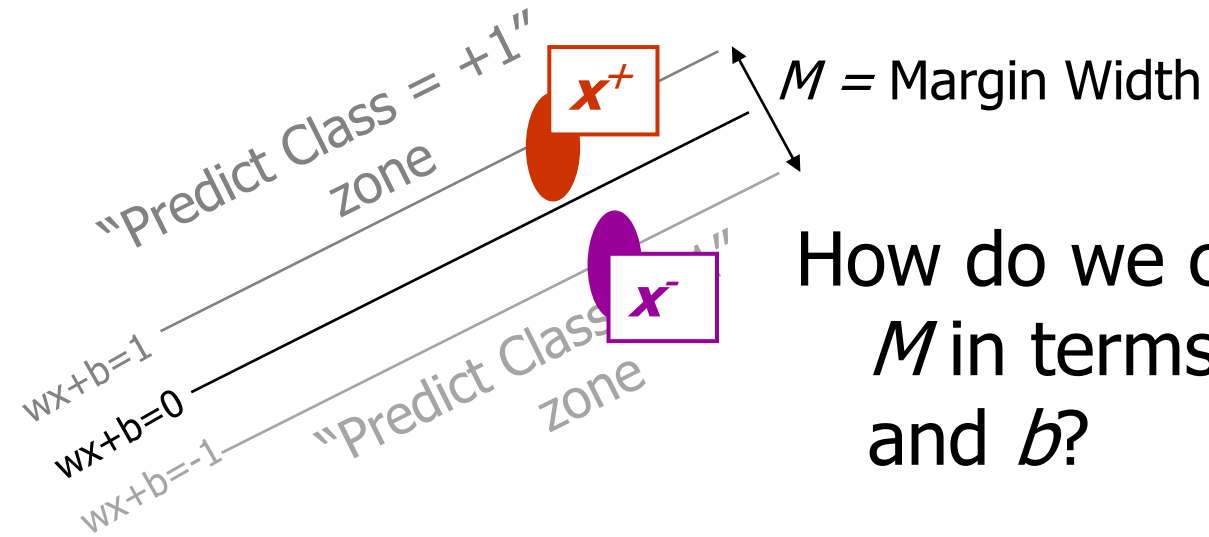 “Predict Class = +1”
zone
x+
M = Margin Width
x-
“Predict Class
zone
How do we
M in terms
and b?
wx+b=1
wx+b=0
wx+b=-1